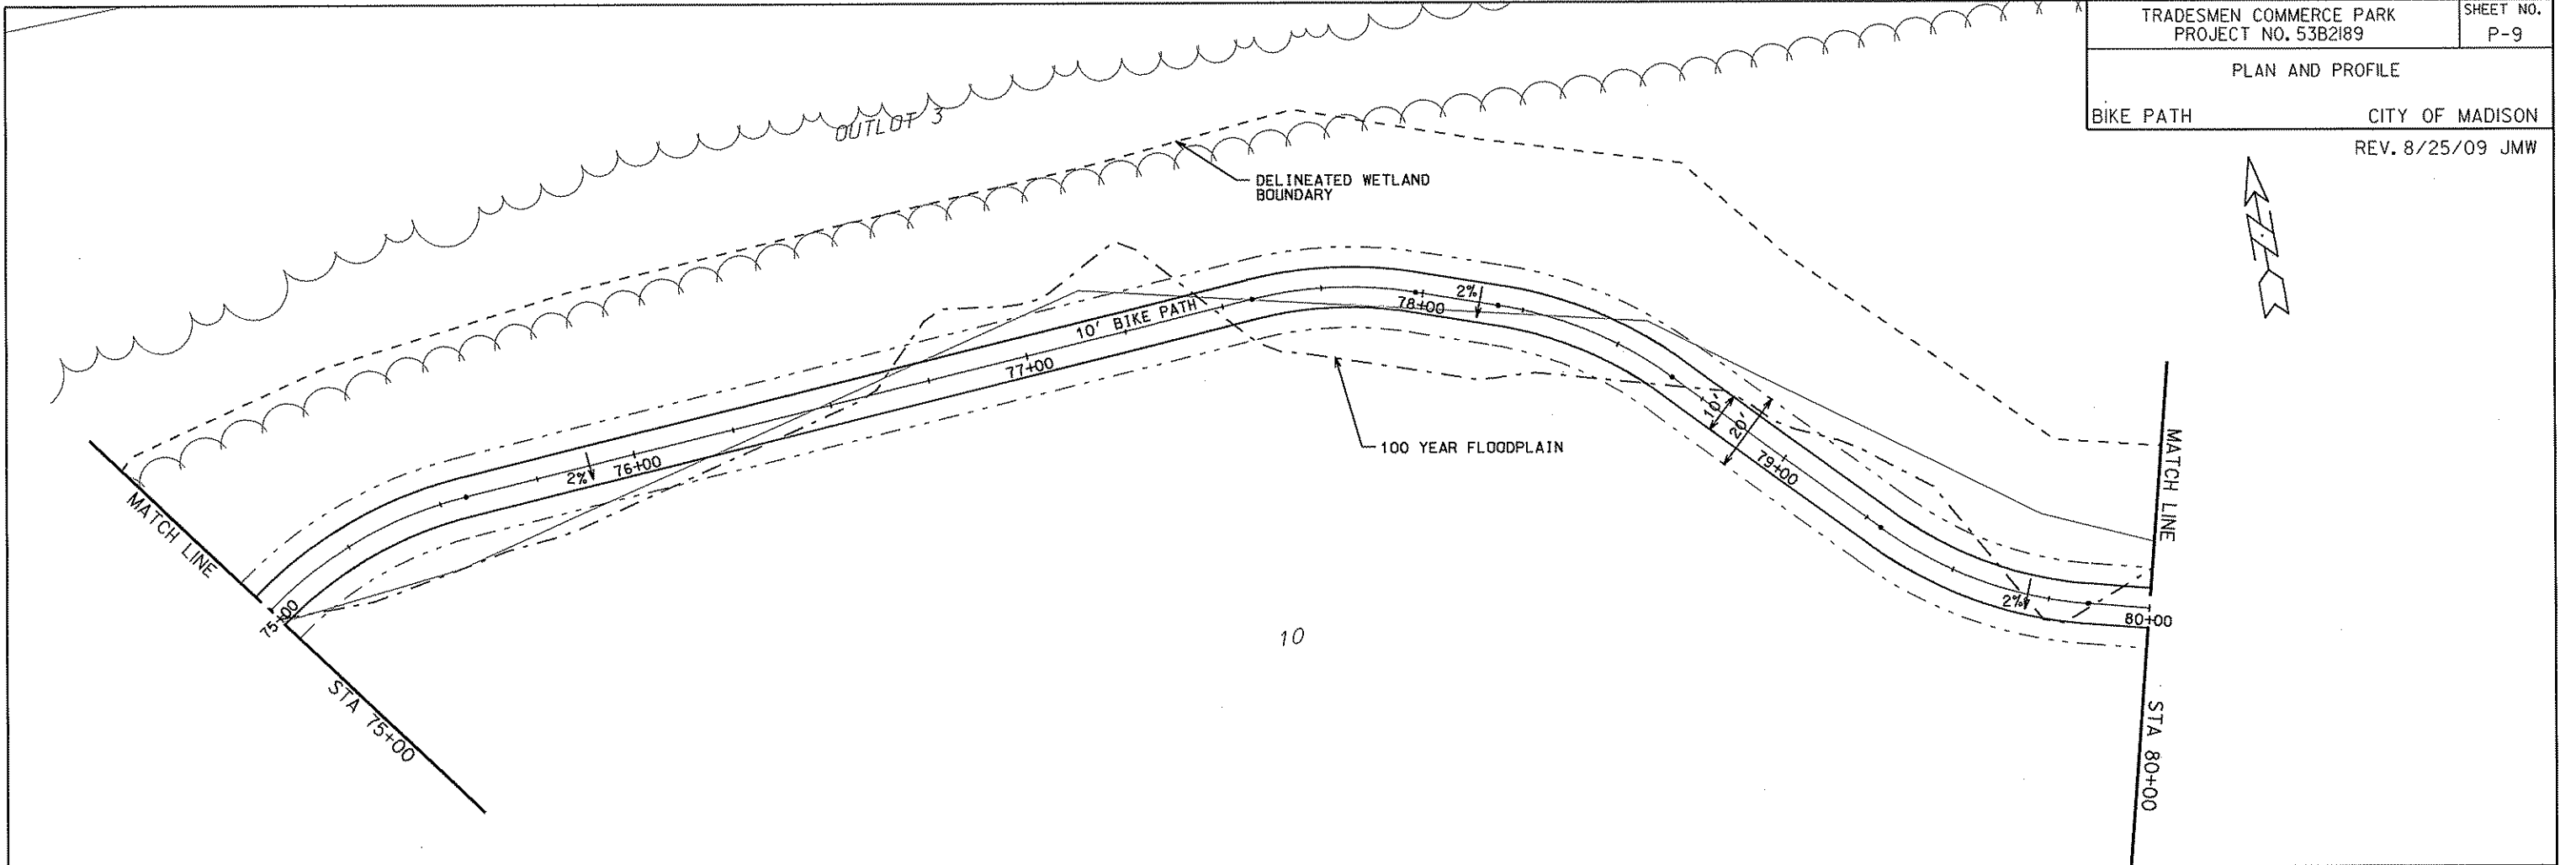 TRADESMEN COMMERCE PARK
PROJECT NO. 53B2189
SHEET NO.
P-9
PLAN AND PROFILE
BIKE PATH
CITY OF MADISON
REV. 8/25/09 JMW
OUTLOT 3
DELINEATED WETLAND
BOUNDARY
10' BIKE PATH
2%
78+00
77+00
2%
76+00
100 YEAR FLOODPLAIN
10'
20'
79+00
MATCH LINE
MATCH LINE
75+00
2%
80+00
10
STA 75+00
STA 80+00